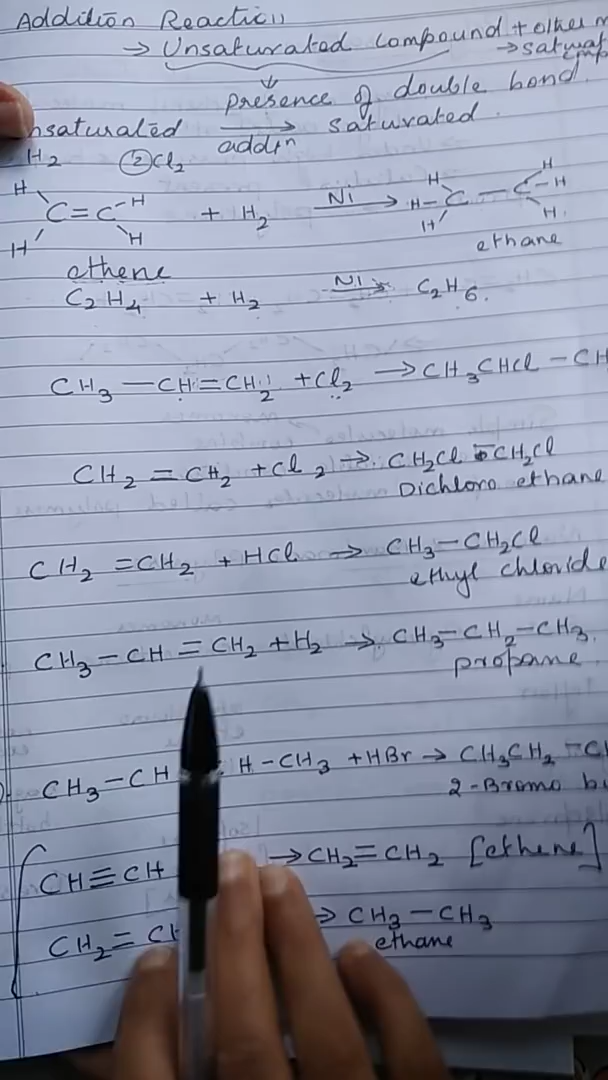 Addition Reaction
→ Unsaturated compound + other
→ satu
↓
presence of double bond.
nsaturated ⟶ saturated.
addtn
H2 ② Cl2
H H H H
C=C + H2 Ni⟶ H-C-C-H
H H H H
ethene ethane
C2H4 + H2 Ni⟶ C2H6.
CH3-CH=CH2 + Cl2 → CH3CHCl-CH
CH2=CH2 + Cl2 → CH2Cl-CH2Cl
Dichloro ethane
CH2=CH2 + HCl → CH3-CH2Cl
ethyl chloride
CH3-CH=CH2 + H2 → CH3-CH2-CH3.
propane.
CH3-CH H-CH3 + HBr → CH3CH2-C
2-Bromo bu
CH≡CH → CH2=CH2 [ethene]
CH2=C → CH3-CH3
ethane